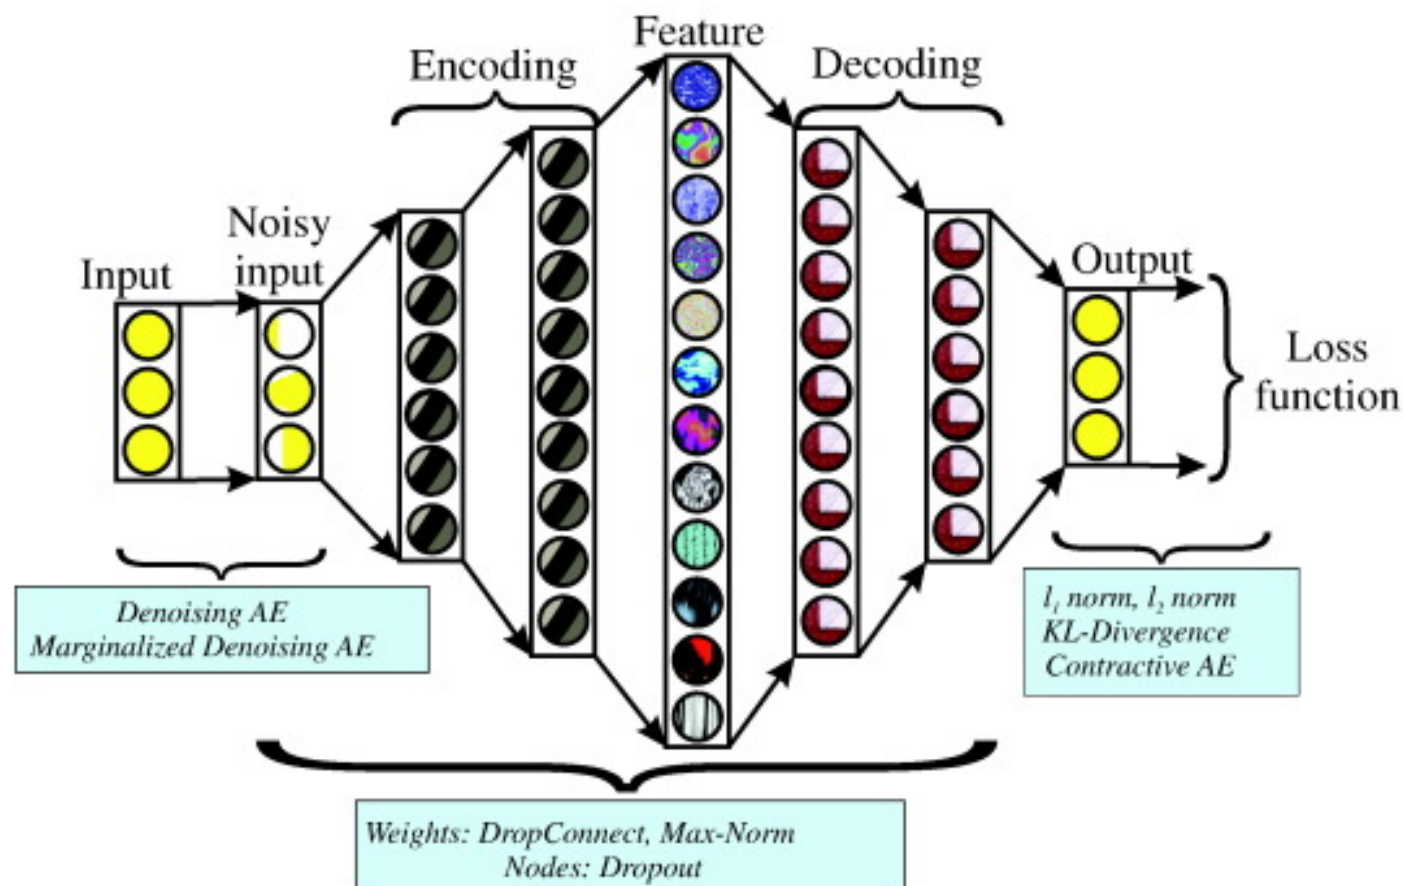 Feature
Encoding
Decoding
Noisy
input
Input
Output
Loss
function
Denoising AE
Marginalized Denoising AE
l₁ norm, l₂ norm
KL-Divergence
Contractive AE
Weights: DropConnect, Max-Norm
Nodes: Dropout